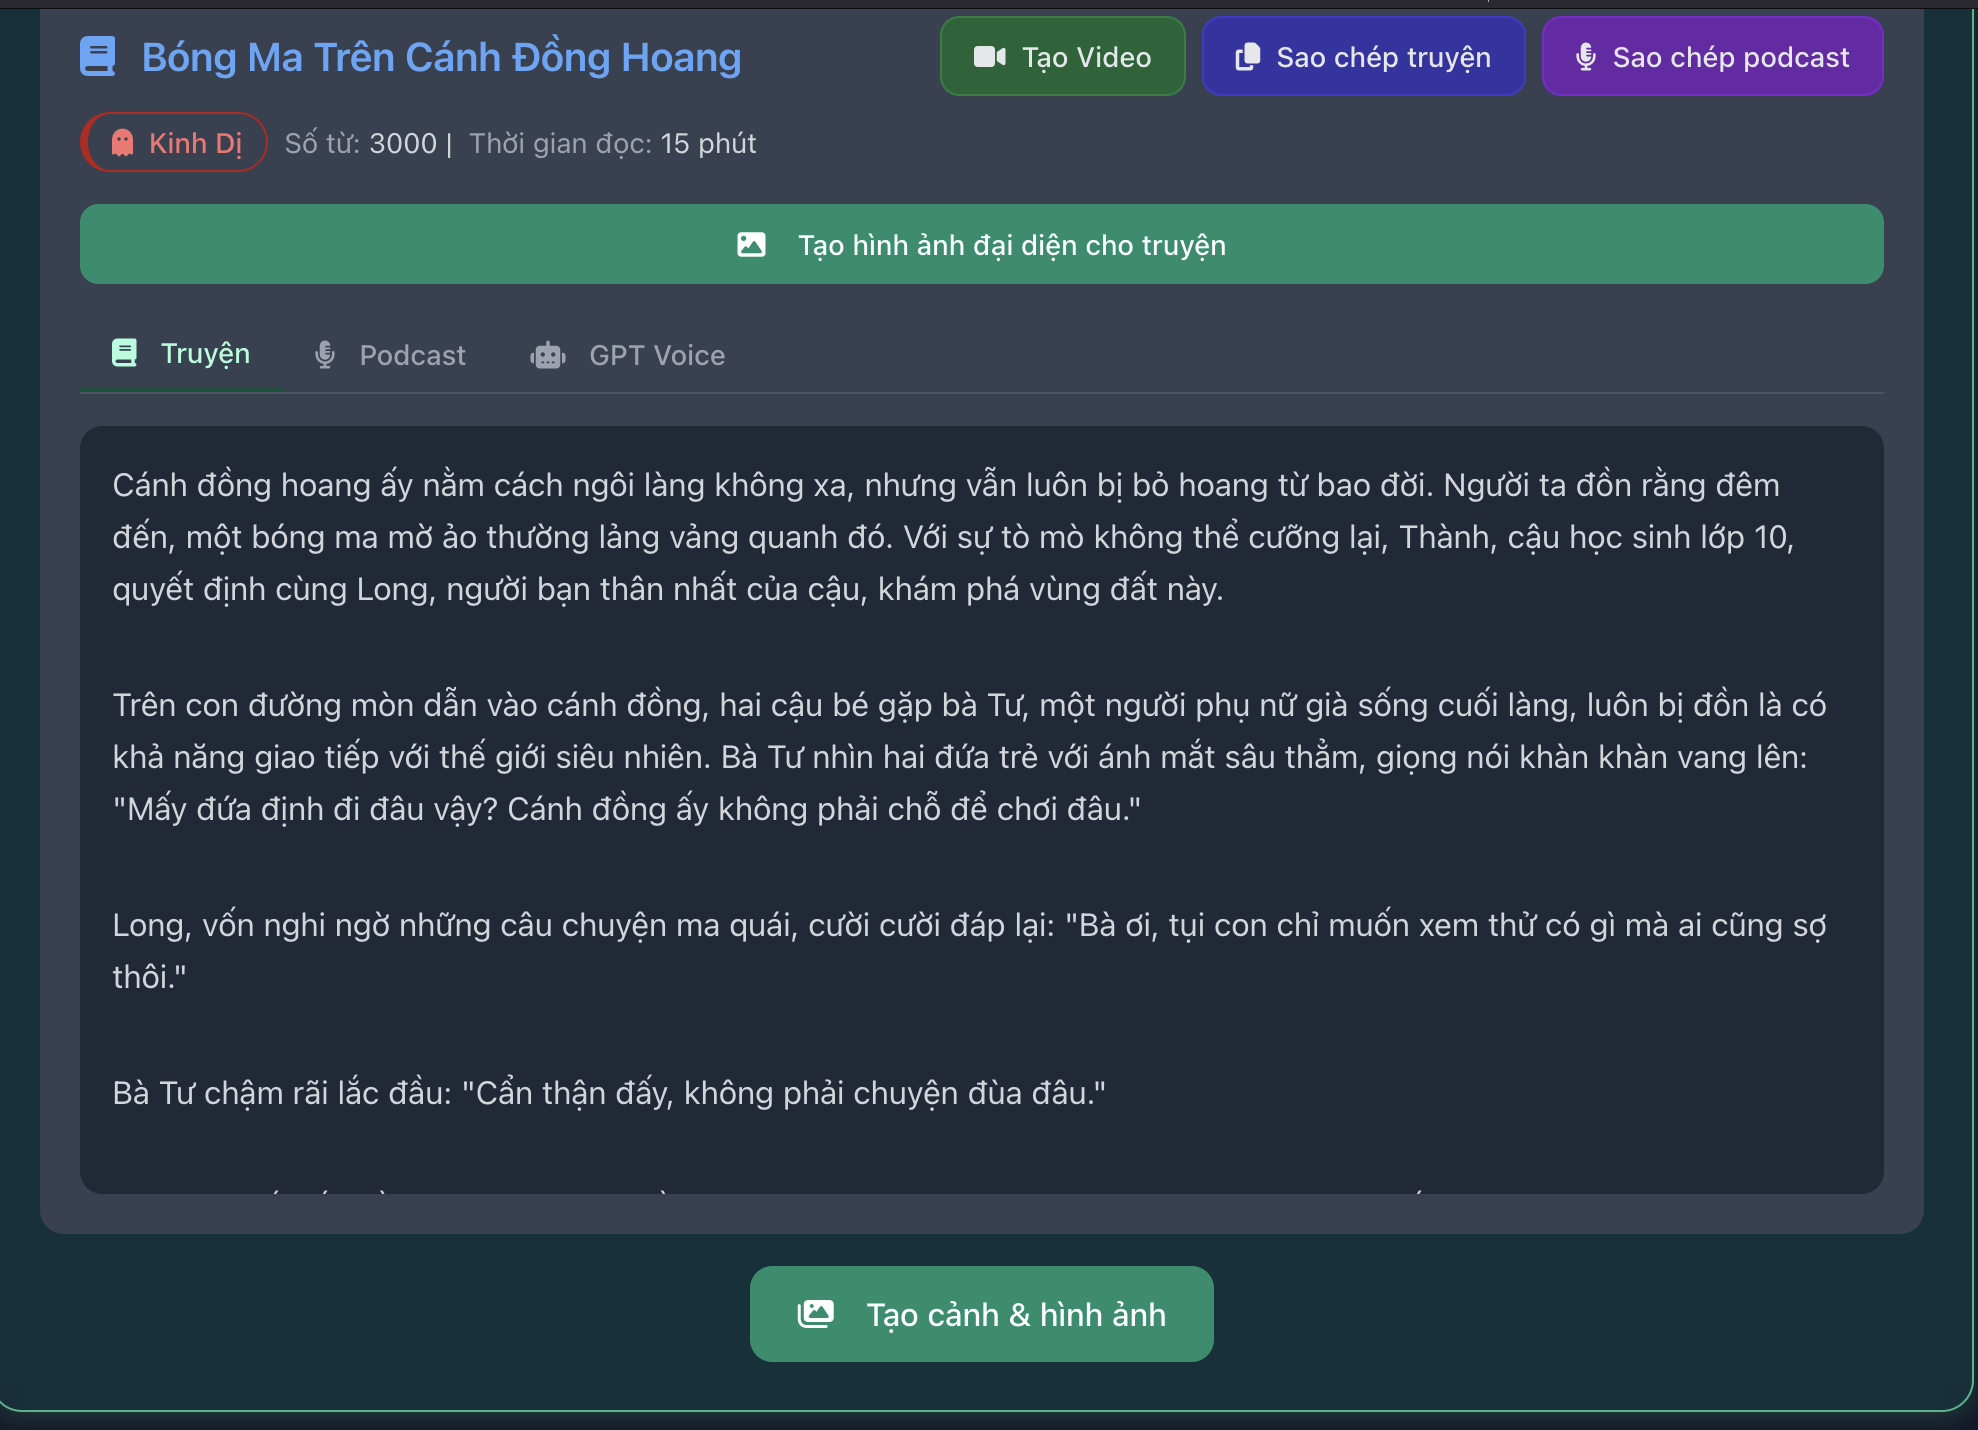 Bóng Ma Trên Cánh Đồng Hoang
Tạo Video
Sao chép truyện
Sao chép podcast
Kinh Dị
Số từ: 3000 | Thời gian đọc: 15 phút
Tạo hình ảnh đại diện cho truyện
Truyện
Podcast
GPT Voice
Cánh đồng hoang ấy nằm cách ngôi làng không xa, nhưng vẫn luôn bị bỏ hoang từ bao đời. Người ta đồn rằng đêm
đến, một bóng ma mờ ảo thường lảng vảng quanh đó. Với sự tò mò không thể cưỡng lại, Thành, cậu học sinh lớp 10,
quyết định cùng Long, người bạn thân nhất của cậu, khám phá vùng đất này.
Trên con đường mòn dẫn vào cánh đồng, hai cậu bé gặp bà Tư, một người phụ nữ già sống cuối làng, luôn bị đồn là có
khả năng giao tiếp với thế giới siêu nhiên. Bà Tư nhìn hai đứa trẻ với ánh mắt sâu thẳm, giọng nói khàn khàn vang lên:
"Mấy đứa định đi đâu vậy? Cánh đồng ấy không phải chỗ để chơi đâu."
Long, vốn nghi ngờ những câu chuyện ma quái, cười cười đáp lại: "Bà ơi, tụi con chỉ muốn xem thử có gì mà ai cũng sợ
thôi."
Bà Tư chậm rãi lắc đầu: "Cẩn thận đấy, không phải chuyện đùa đâu."
Tạo cảnh & hình ảnh